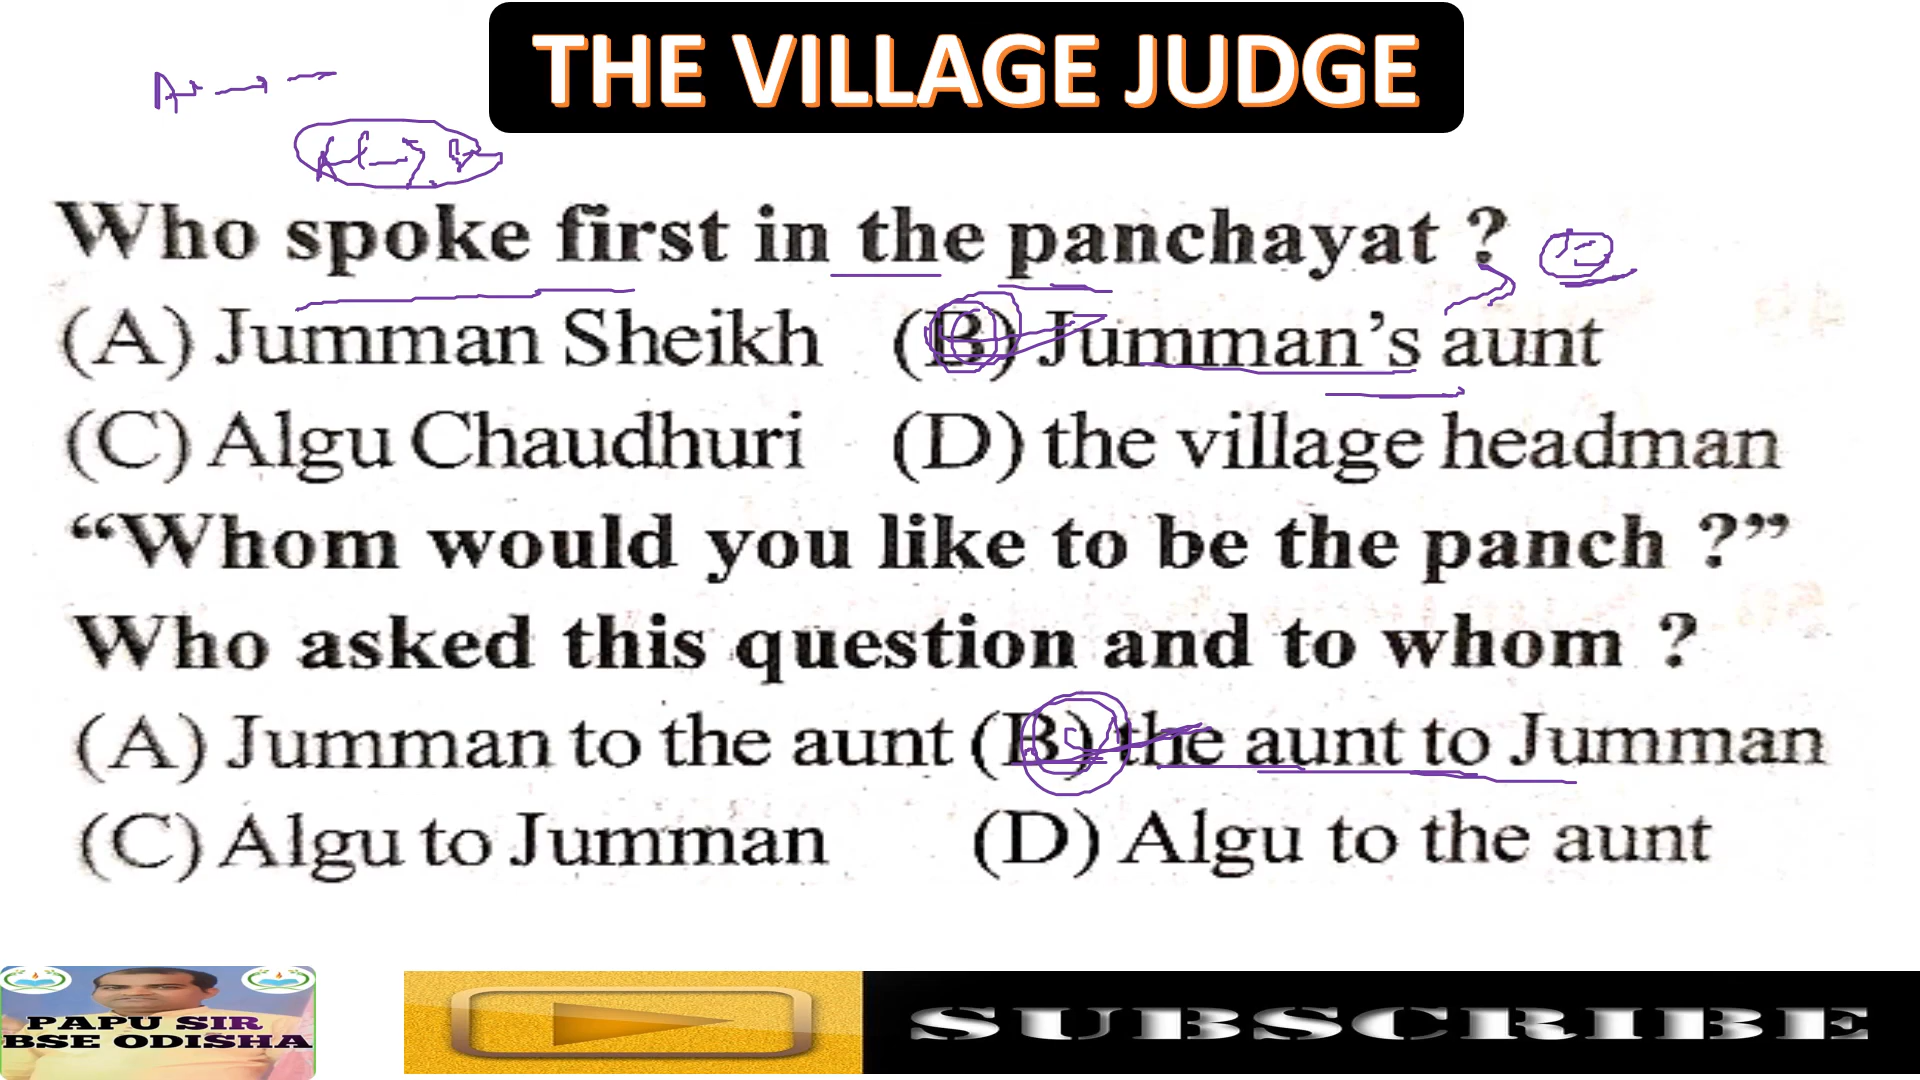 THE VILLAGE JUDGE
Who spoke first in the panchayat ?
(A) Jumman Sheikh (B) Jumman's aunt
(C) Algu Chaudhuri (D) the village headman
“Whom would you like to be the panch ?”
Who asked this question and to whom ?
(A) Jumman to the aunt (B) the aunt to Jumman
(C) Algu to Jumman (D) Algu to the aunt
PAPU SIR
BSE ODISHA
SUBSCRIBE